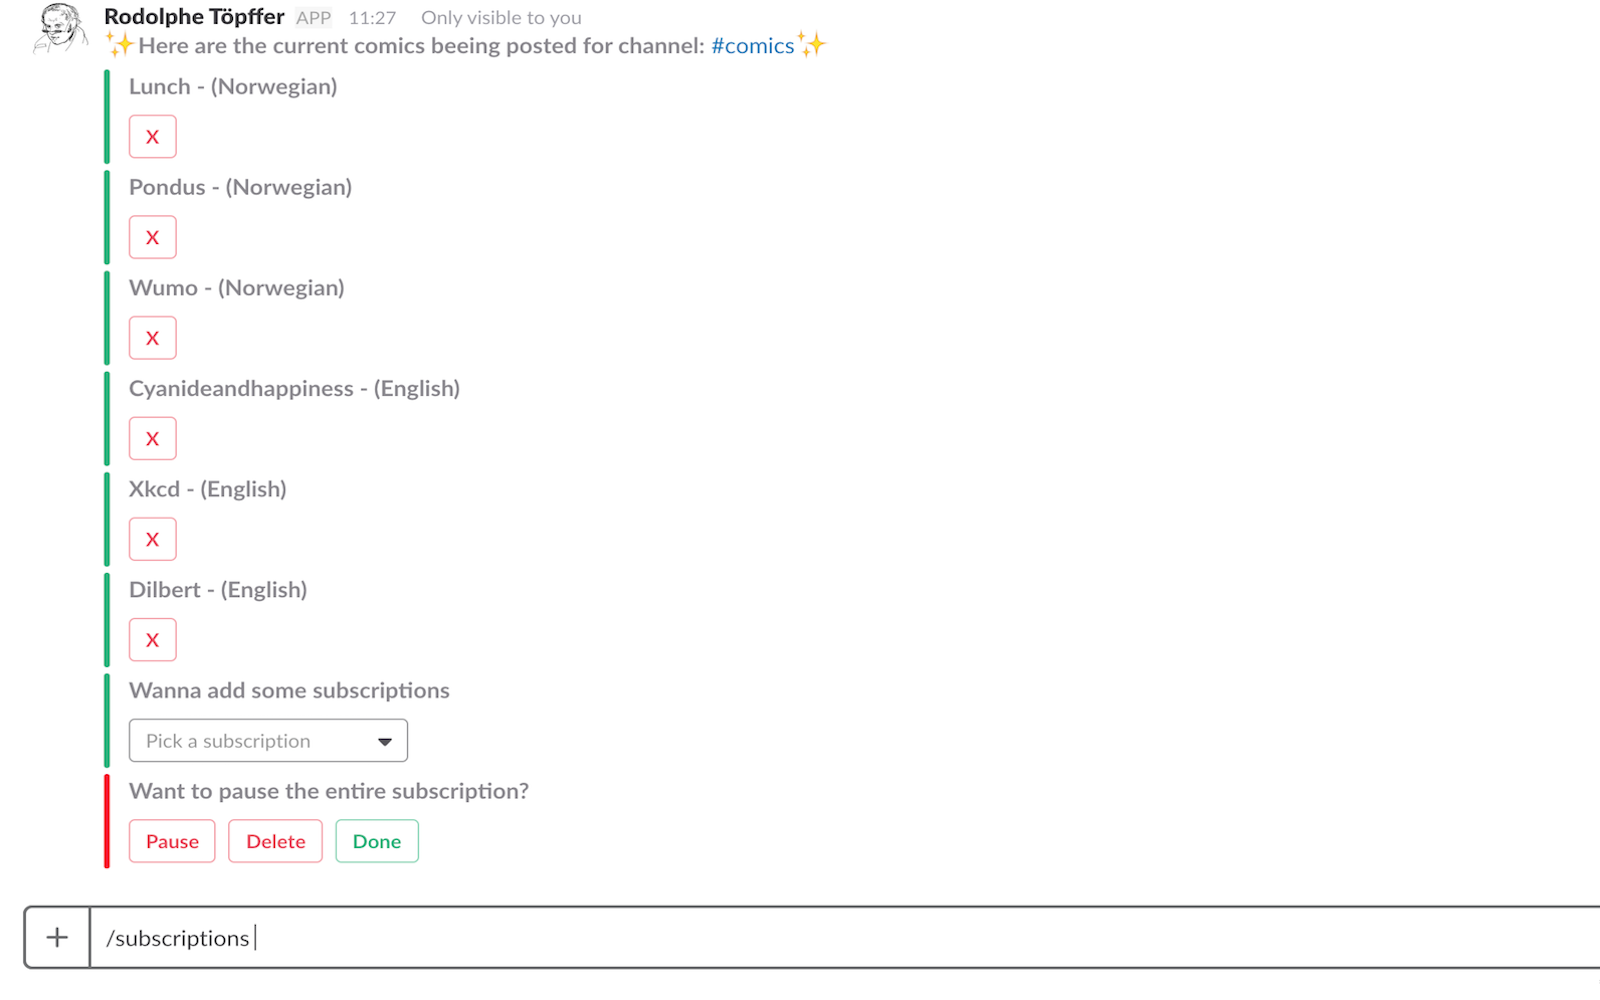 Rodolphe Töpffer APP 11:27 Only visible to you
✨Here are the current comics beeing posted for channel: #comics✨
Lunch - (Norwegian)
X
Pondus - (Norwegian)
X
Wumo - (Norwegian)
X
Cyanideandhappiness - (English)
X
Xkcd - (English)
X
Dilbert - (English)
X
Wanna add some subscriptions
Pick a subscription
Want to pause the entire subscription?
Pause Delete Done
+ /subscriptions